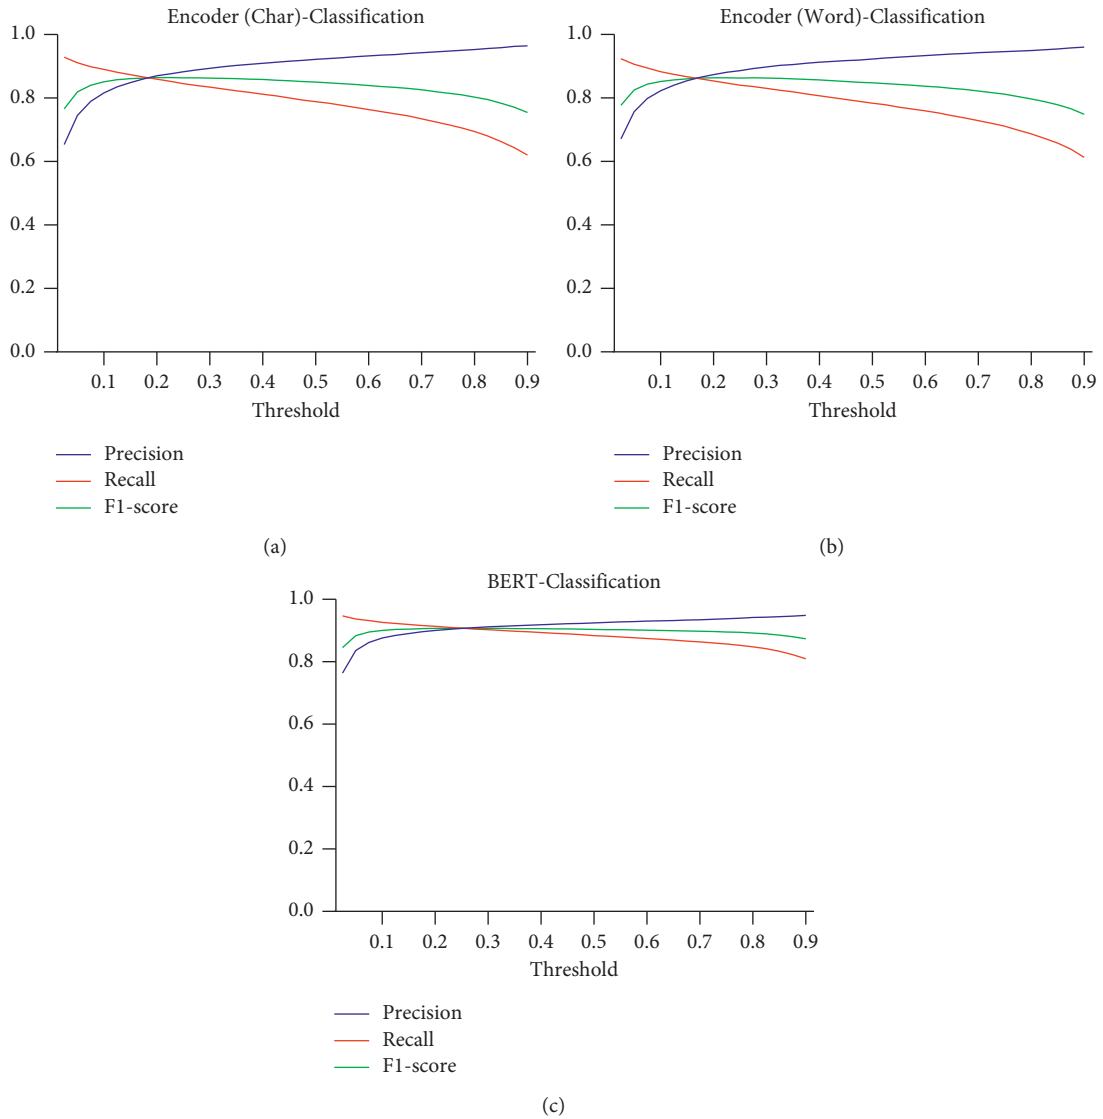 Encoder (Char)-Classification
1.0
0.8
0.6
0.4
0.2
0.0
0.1 0.2 0.3 0.4 0.5 0.6 0.7 0.8 0.9
Threshold
Precision
Recall
F1-score
(a)
Encoder (Word)-Classification
1.0
0.8
0.6
0.4
0.2
0.0
0.1 0.2 0.3 0.4 0.5 0.6 0.7 0.8 0.9
Threshold
Precision
Recall
F1-score
(b)
BERT-Classification
1.0
0.8
0.6
0.4
0.2
0.0
0.1 0.2 0.3 0.4 0.5 0.6 0.7 0.8 0.9
Threshold
Precision
Recall
F1-score
(c)